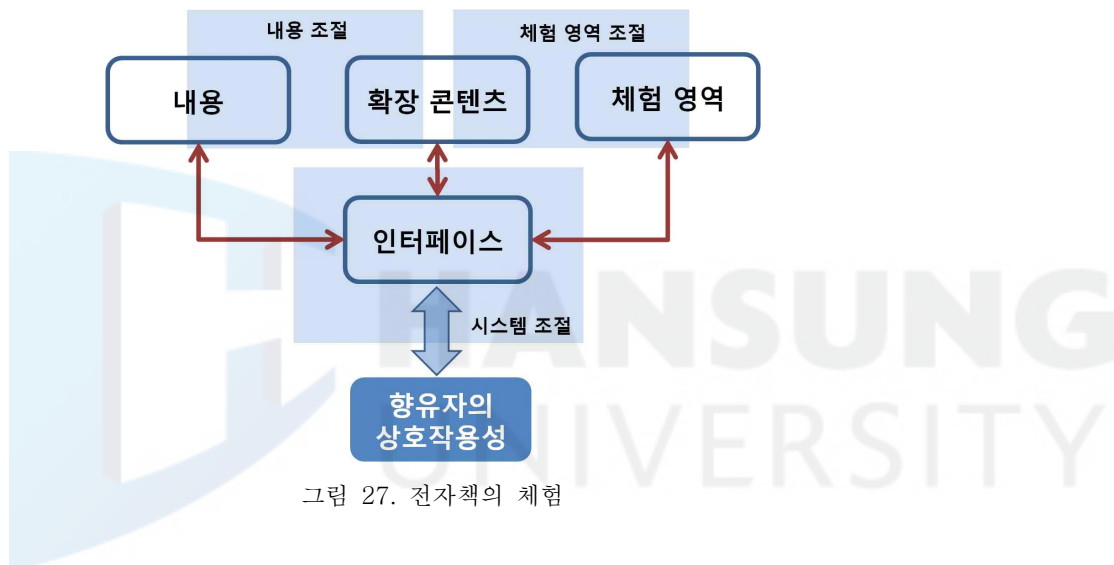 내용 조절
체험 영역 조절
내용
확장 콘텐츠
체험 영역
인터페이스
시스템 조절
향유자의
상호작용성
그림 27. 전자책의 체험
HANSUNG
UNIVERSITY